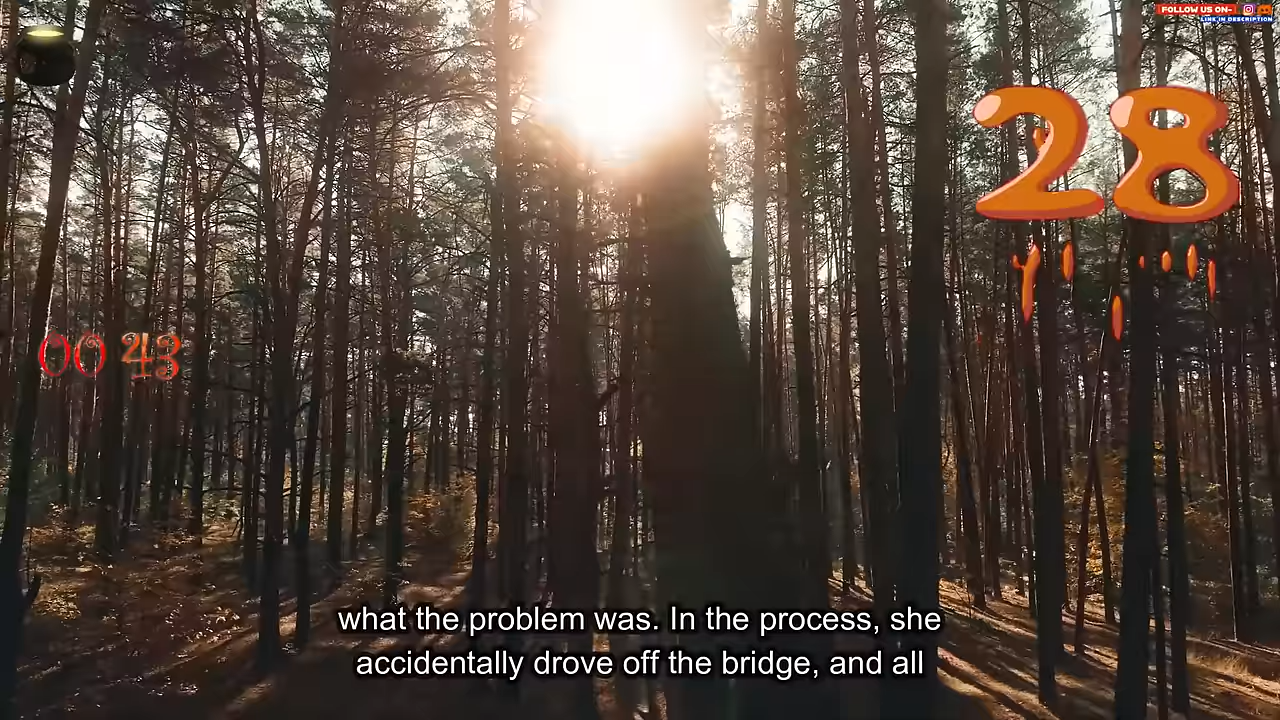 FOLLOW US ON-
LINK IN DESCRIPTION
28
00 43
what the problem was. In the process, she
accidentally drove off the bridge, and all